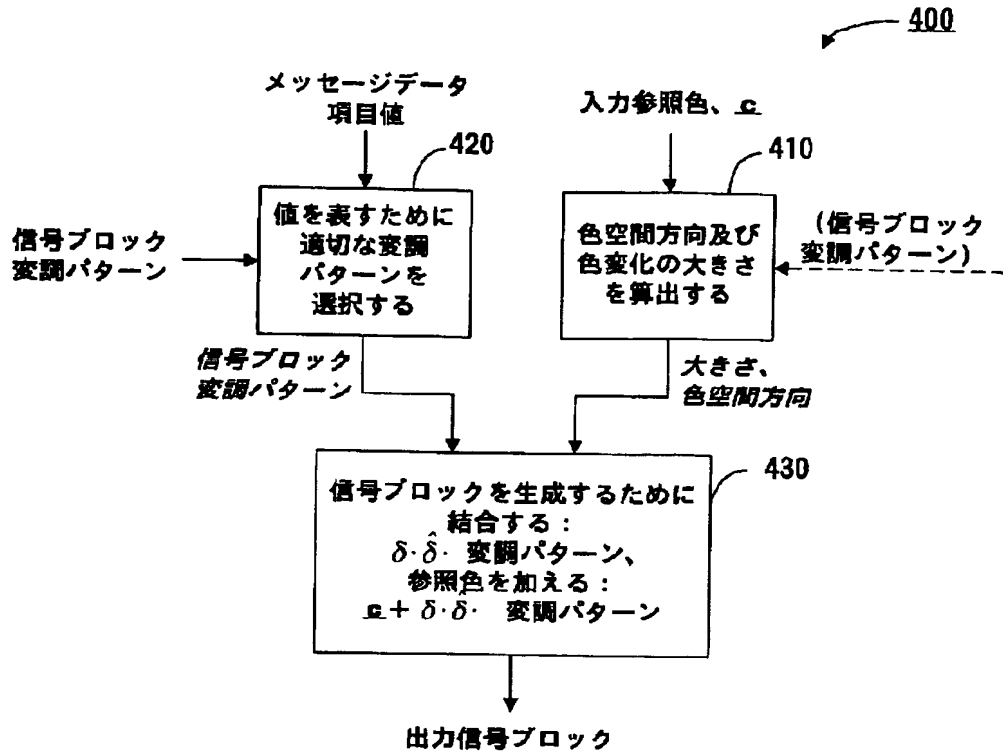 400
メッセージデータ
項目値
入力参照色、c
420
410
信号ブロック
変調パターン
値を表すために
適切な変調
パターンを
選択する
色空間方向及び
色変化の大きさ
を算出する
(信号ブロック
変調パターン)
信号ブロック
変調パターン
大きさ、
色空間方向
430
信号ブロックを生成するために
結合する:
δ·δ̂· 変調パターン、
参照色を加える:
c + δ·δ̂· 変調パターン
出力信号ブロック